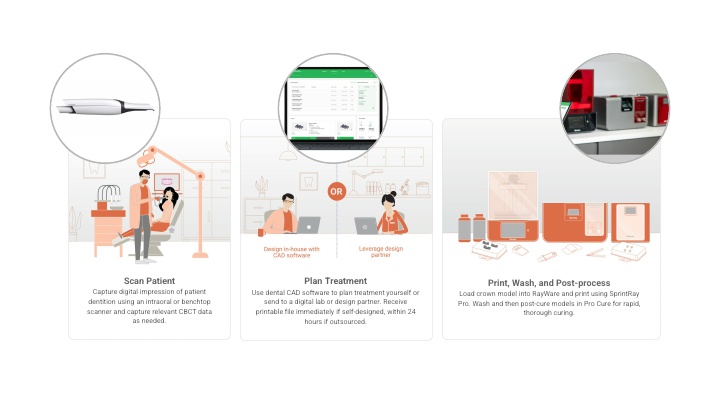 OR
Design in-house with
CAD software
Leverage design
partner
Scan Patient
Capture digital impression of patient
dentition using an intraoral or benchtop
scanner and capture relevant CBCT data
as needed.
Plan Treatment
Use dental CAD software to plan treatment yourself or
send to a digital lab or design partner. Receive
printable file immediately if self-designed, within 24
hours if outsourced.
Print, Wash, and Post-process
Load crown model into RayWare and print using SprintRay
Pro. Wash and then post-cure models in Pro Cure for rapid,
thorough curing.